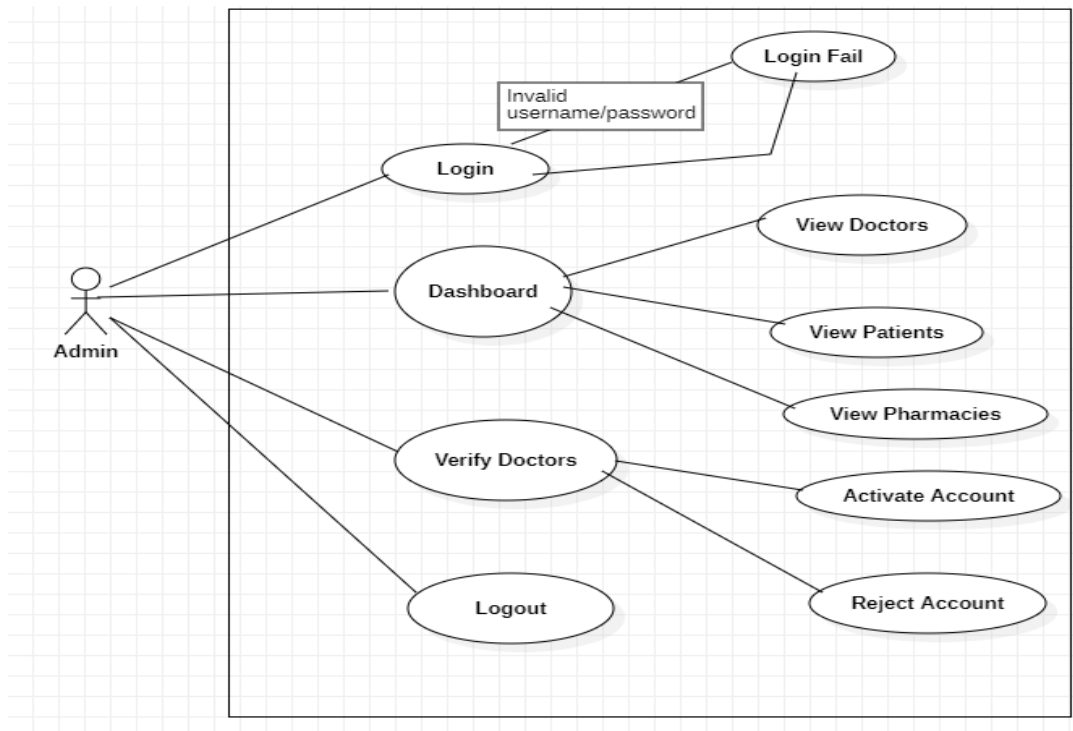 Login Fail
Invalid
username/password
Login
View Doctors
Dashboard
View Patients
Admin
View Pharmacies
Verify Doctors
Activate Account
Logout
Reject Account